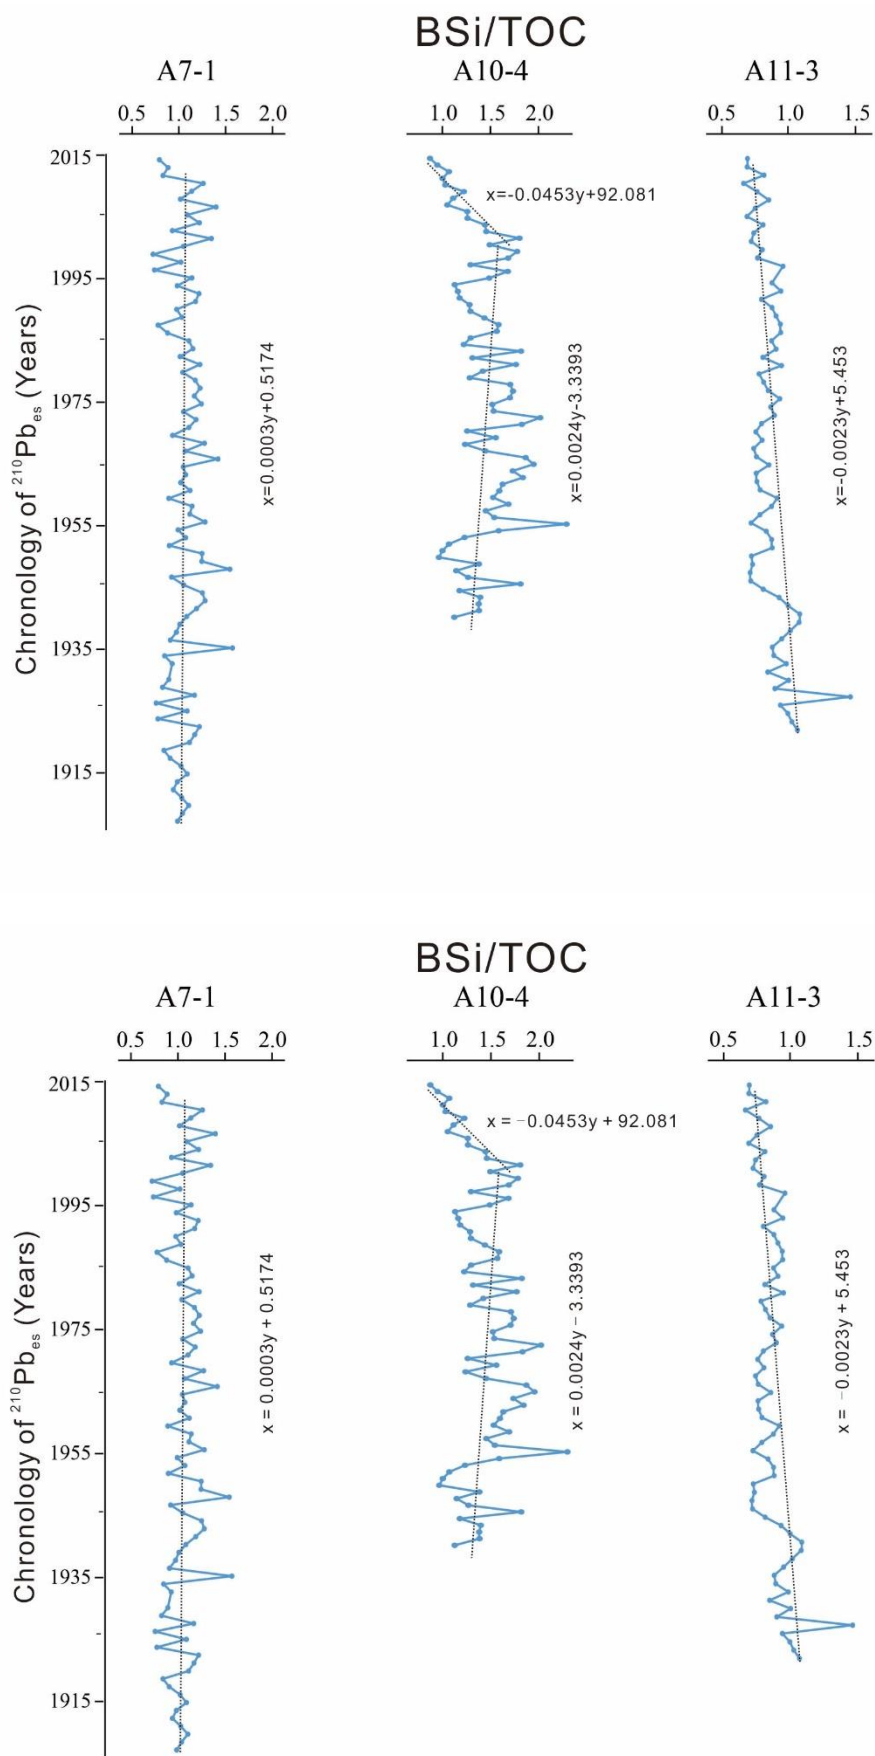 BSi/TOC
A7-1 A10-4 A11-3
0.5 1.0 1.5 2.0 1.0 1.5 2.0 0.5 1.0 1.5
2015
x=-0.0453y+92.081
1995
1975
1955
1935
1915
Chronology of ²¹⁰Pbes (Years)
x=0.0003y+0.5174
x=0.0024y-3.3393
x=-0.0023y+5.453
BSi/TOC
A7-1 A10-4 A11-3
0.5 1.0 1.5 2.0 1.0 1.5 2.0 0.5 1.0 1.5
2015
x = −0.0453y + 92.081
1995
1975
1955
1935
1915
Chronology of ²¹⁰Pbes (Years)
x = 0.0003y + 0.5174
x = 0.0024y − 3.3393
x = −0.0023y + 5.453